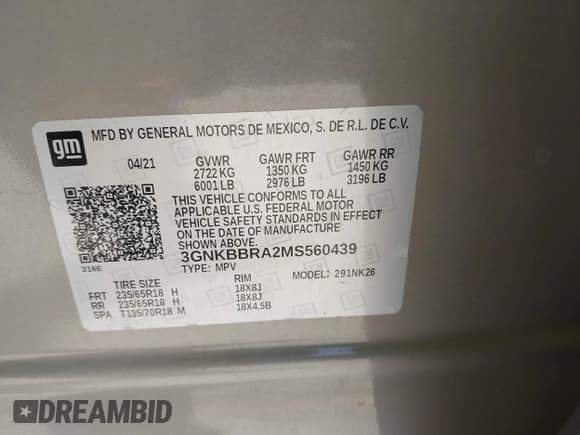 gm
MFD BY GENERAL MOTORS DE MEXICO, S. DE R.L. DE C.V.
04/21 GVWR GAWR FRT GAWR RR
2722 KG 1350 KG 1450 KG
6001 LB 2976 LB 3196 LB
THIS VEHICLE CONFORMS TO ALL
APPLICABLE U.S. FEDERAL MOTOR
VEHICLE SAFETY STANDARDS IN EFFECT
ON THE DATE OF MANUFACTURE
SHOWN ABOVE.
316E 3GNKBBRA2MS560439
TYPE: MPV MODEL: 291NK26
TIRE SIZE RIM
FRT 235/65R18 H 18X8J
RR 235/65R18 H 18X8J
SPA T135/70R18 M 18X4.5B
DREAMBID